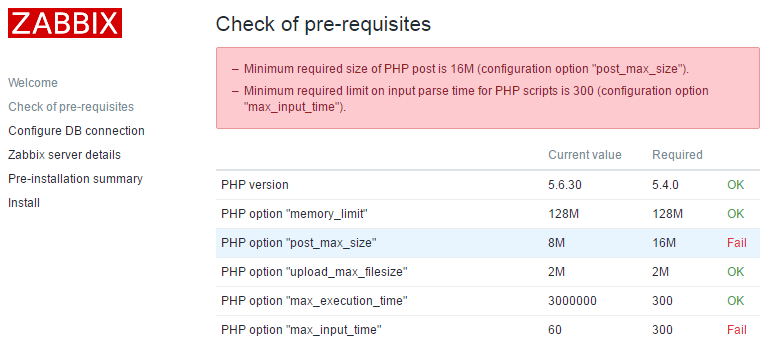 ZABBIX
Welcome
Check of pre-requisites
Configure DB connection
Zabbix server details
Pre-installation summary
Install
Check of pre-requisites
– Minimum required size of PHP post is 16M (configuration option "post_max_size").
– Minimum required limit on input parse time for PHP scripts is 300 (configuration option
"max_input_time").
Current value Required
PHP version 5.6.30 5.4.0 OK
PHP option "memory_limit" 128M 128M OK
PHP option "post_max_size" 8M 16M Fail
PHP option "upload_max_filesize" 2M 2M OK
PHP option "max_execution_time" 3000000 300 OK
PHP option "max_input_time" 60 300 Fail